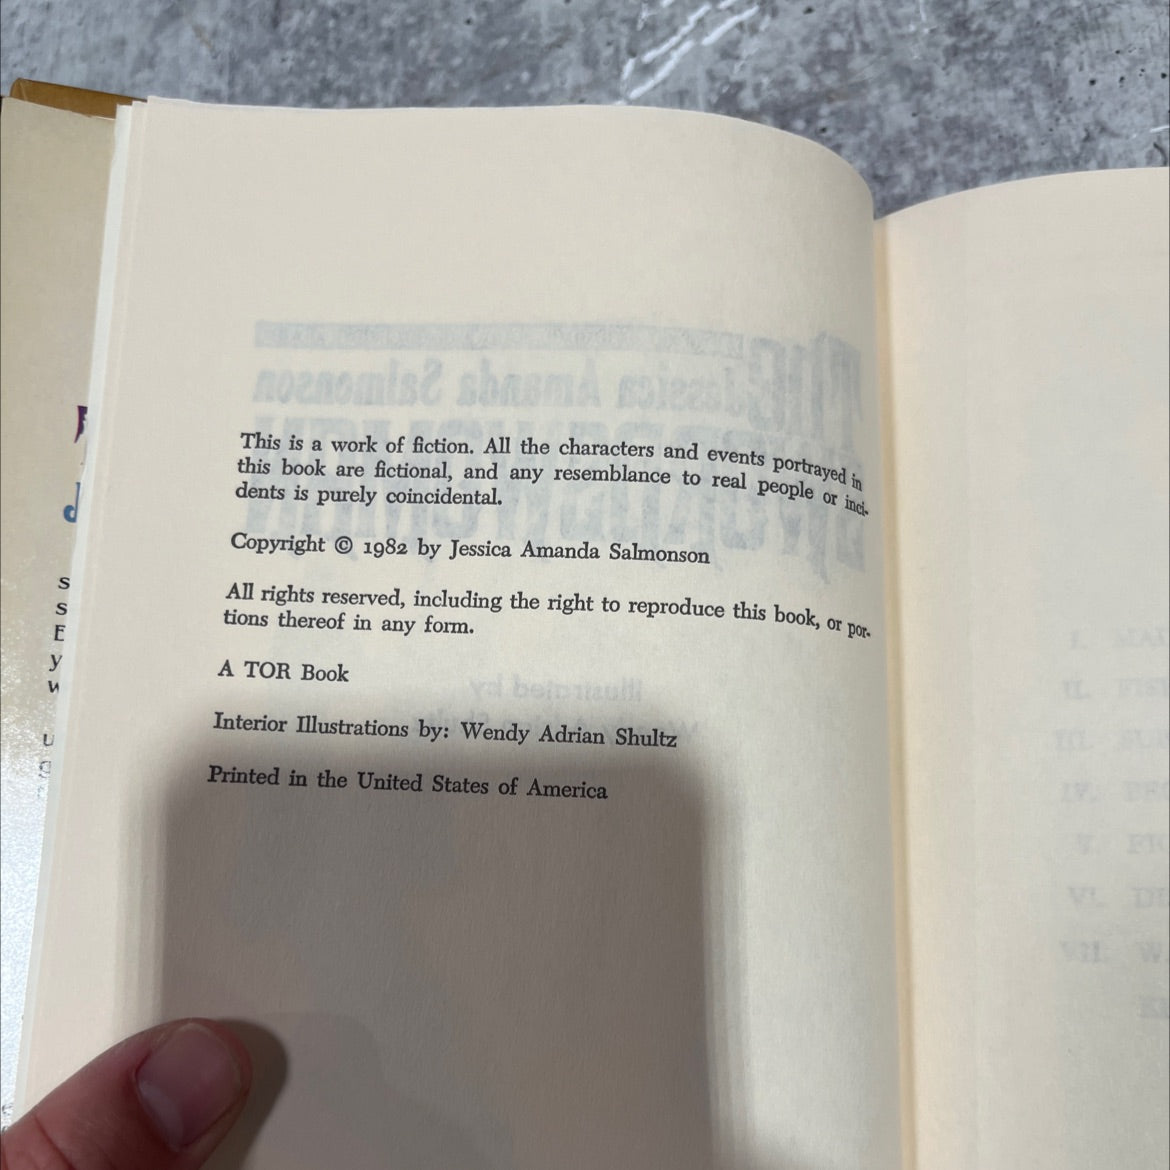 This is a work of fiction. All the characters and events portrayed in
this book are fictional, and any resemblance to real people or inci-
dents is purely coincidental.
Copyright © 1982 by Jessica Amanda Salmonson
All rights reserved, including the right to reproduce this book, or por-
tions thereof in any form.
A TOR Book
Interior Illustrations by: Wendy Adrian Shultz
Printed in the United States of America